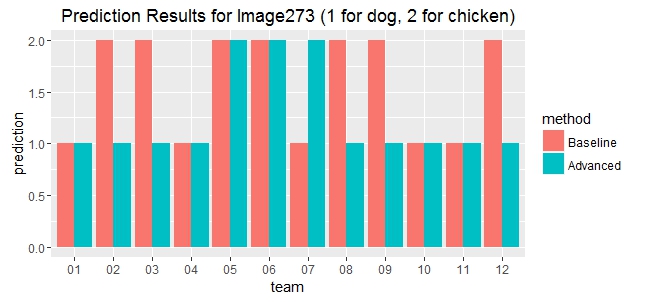 Prediction Results for Image273 (1 for dog, 2 for chicken)
2.0
1.5
1.0
0.5
0.0
prediction
01 02 03 04 05 06 07 08 09 10 11 12
team
method
Baseline
Advanced